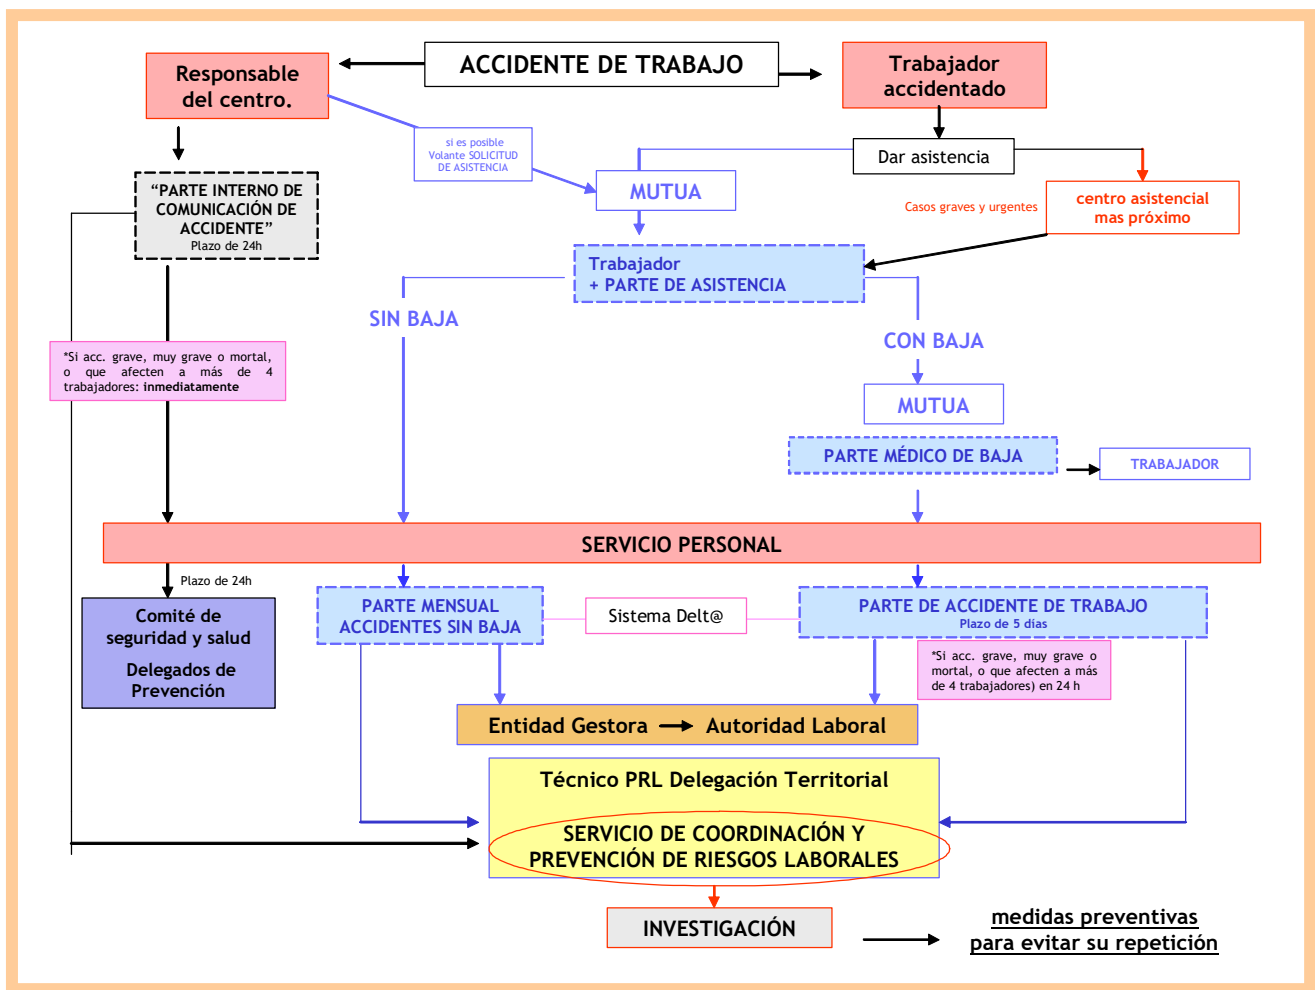 ACCIDENTE DE TRABAJO
Responsable
del centro.
Trabajador
accidentado
si es posible
Volante SOLICITUD
DE ASISTENCIA
Dar asistencia
MUTUA
Casos graves y urgentes
centro asistencial
mas próximo
“PARTE INTERNO DE
COMUNICACIÓN DE
ACCIDENTE”
Plazo de 24h
Trabajador
+ PARTE DE ASISTENCIA
SIN BAJA
CON BAJA
*Si acc. grave, muy grave o mortal,
o que afecten a más de 4
trabajadores: inmediatamente
MUTUA
PARTE MÉDICO DE BAJA
TRABAJADOR
SERVICIO PERSONAL
Plazo de 24h
Comité de
seguridad y salud
Delegados de
Prevención
PARTE MENSUAL
ACCIDENTES SIN BAJA
Sistema Delt@
PARTE DE ACCIDENTE DE TRABAJO
Plazo de 5 días
*Si acc. grave, muy grave o
mortal, o que afecten a más
de 4 trabajadores) en 24 h
Entidad Gestora
Autoridad Laboral
Técnico PRL Delegación Territorial
SERVICIO DE COORDINACIÓN Y
PREVENCIÓN DE RIESGOS LABORALES
INVESTIGACIÓN
medidas preventivas
para evitar su repetición